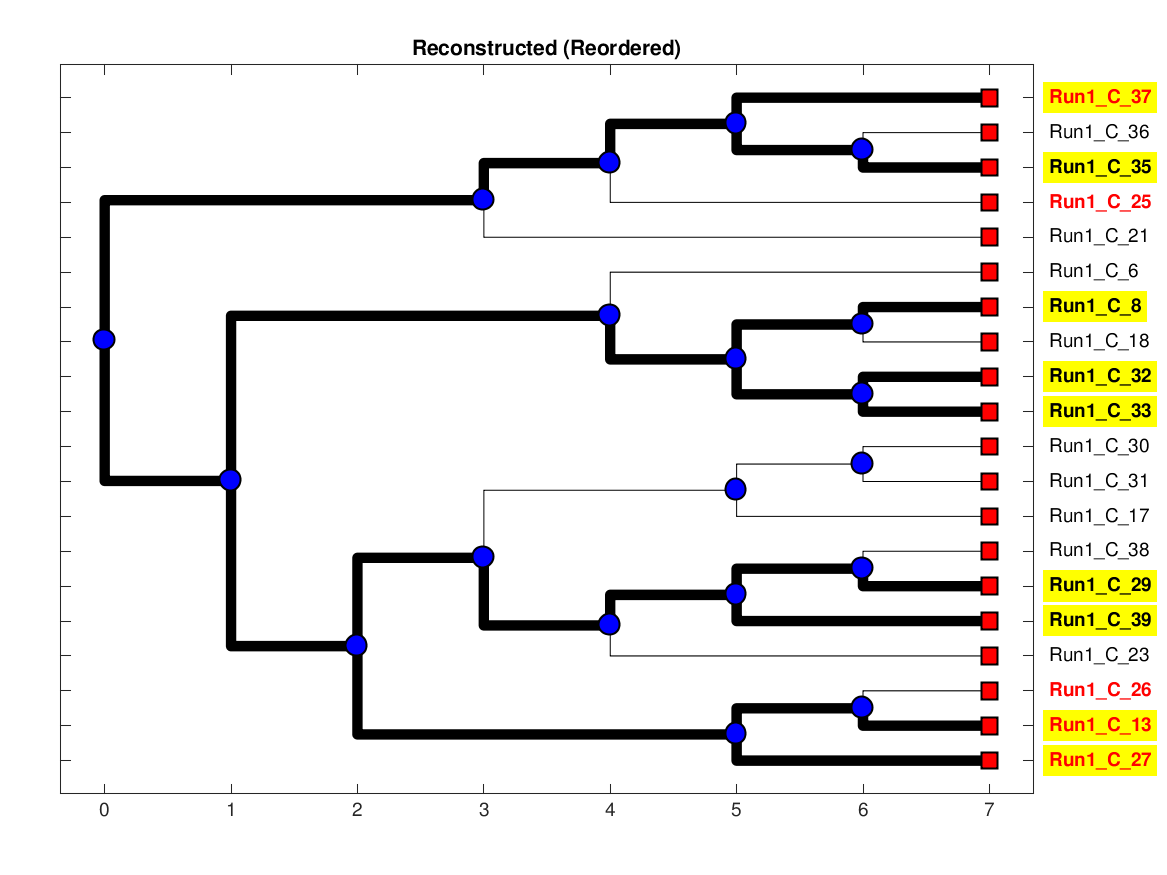 Reconstructed (Reordered)
Run1_C_37
Run1_C_36
Run1_C_35
Run1_C_25
Run1_C_21
Run1_C_6
Run1_C_8
Run1_C_18
Run1_C_32
Run1_C_33
Run1_C_30
Run1_C_31
Run1_C_17
Run1_C_38
Run1_C_29
Run1_C_39
Run1_C_23
Run1_C_26
Run1_C_13
Run1_C_27
0 1 2 3 4 5 6 7